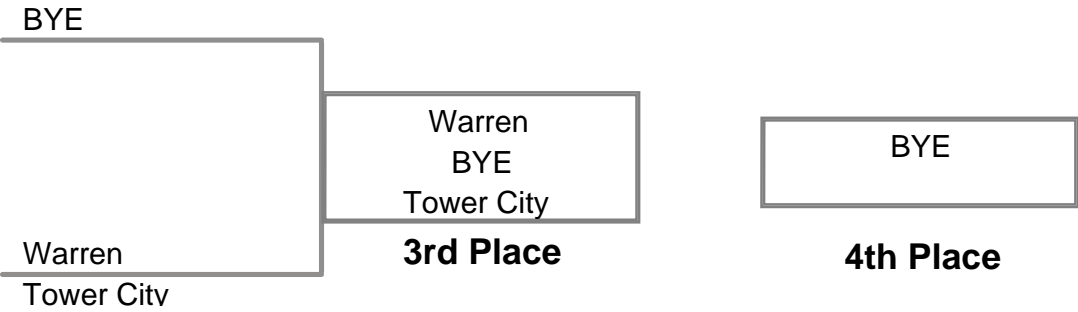 BYE
Warren
BYE
Tower City
3rd Place
BYE
4th Place
Warren
Tower City